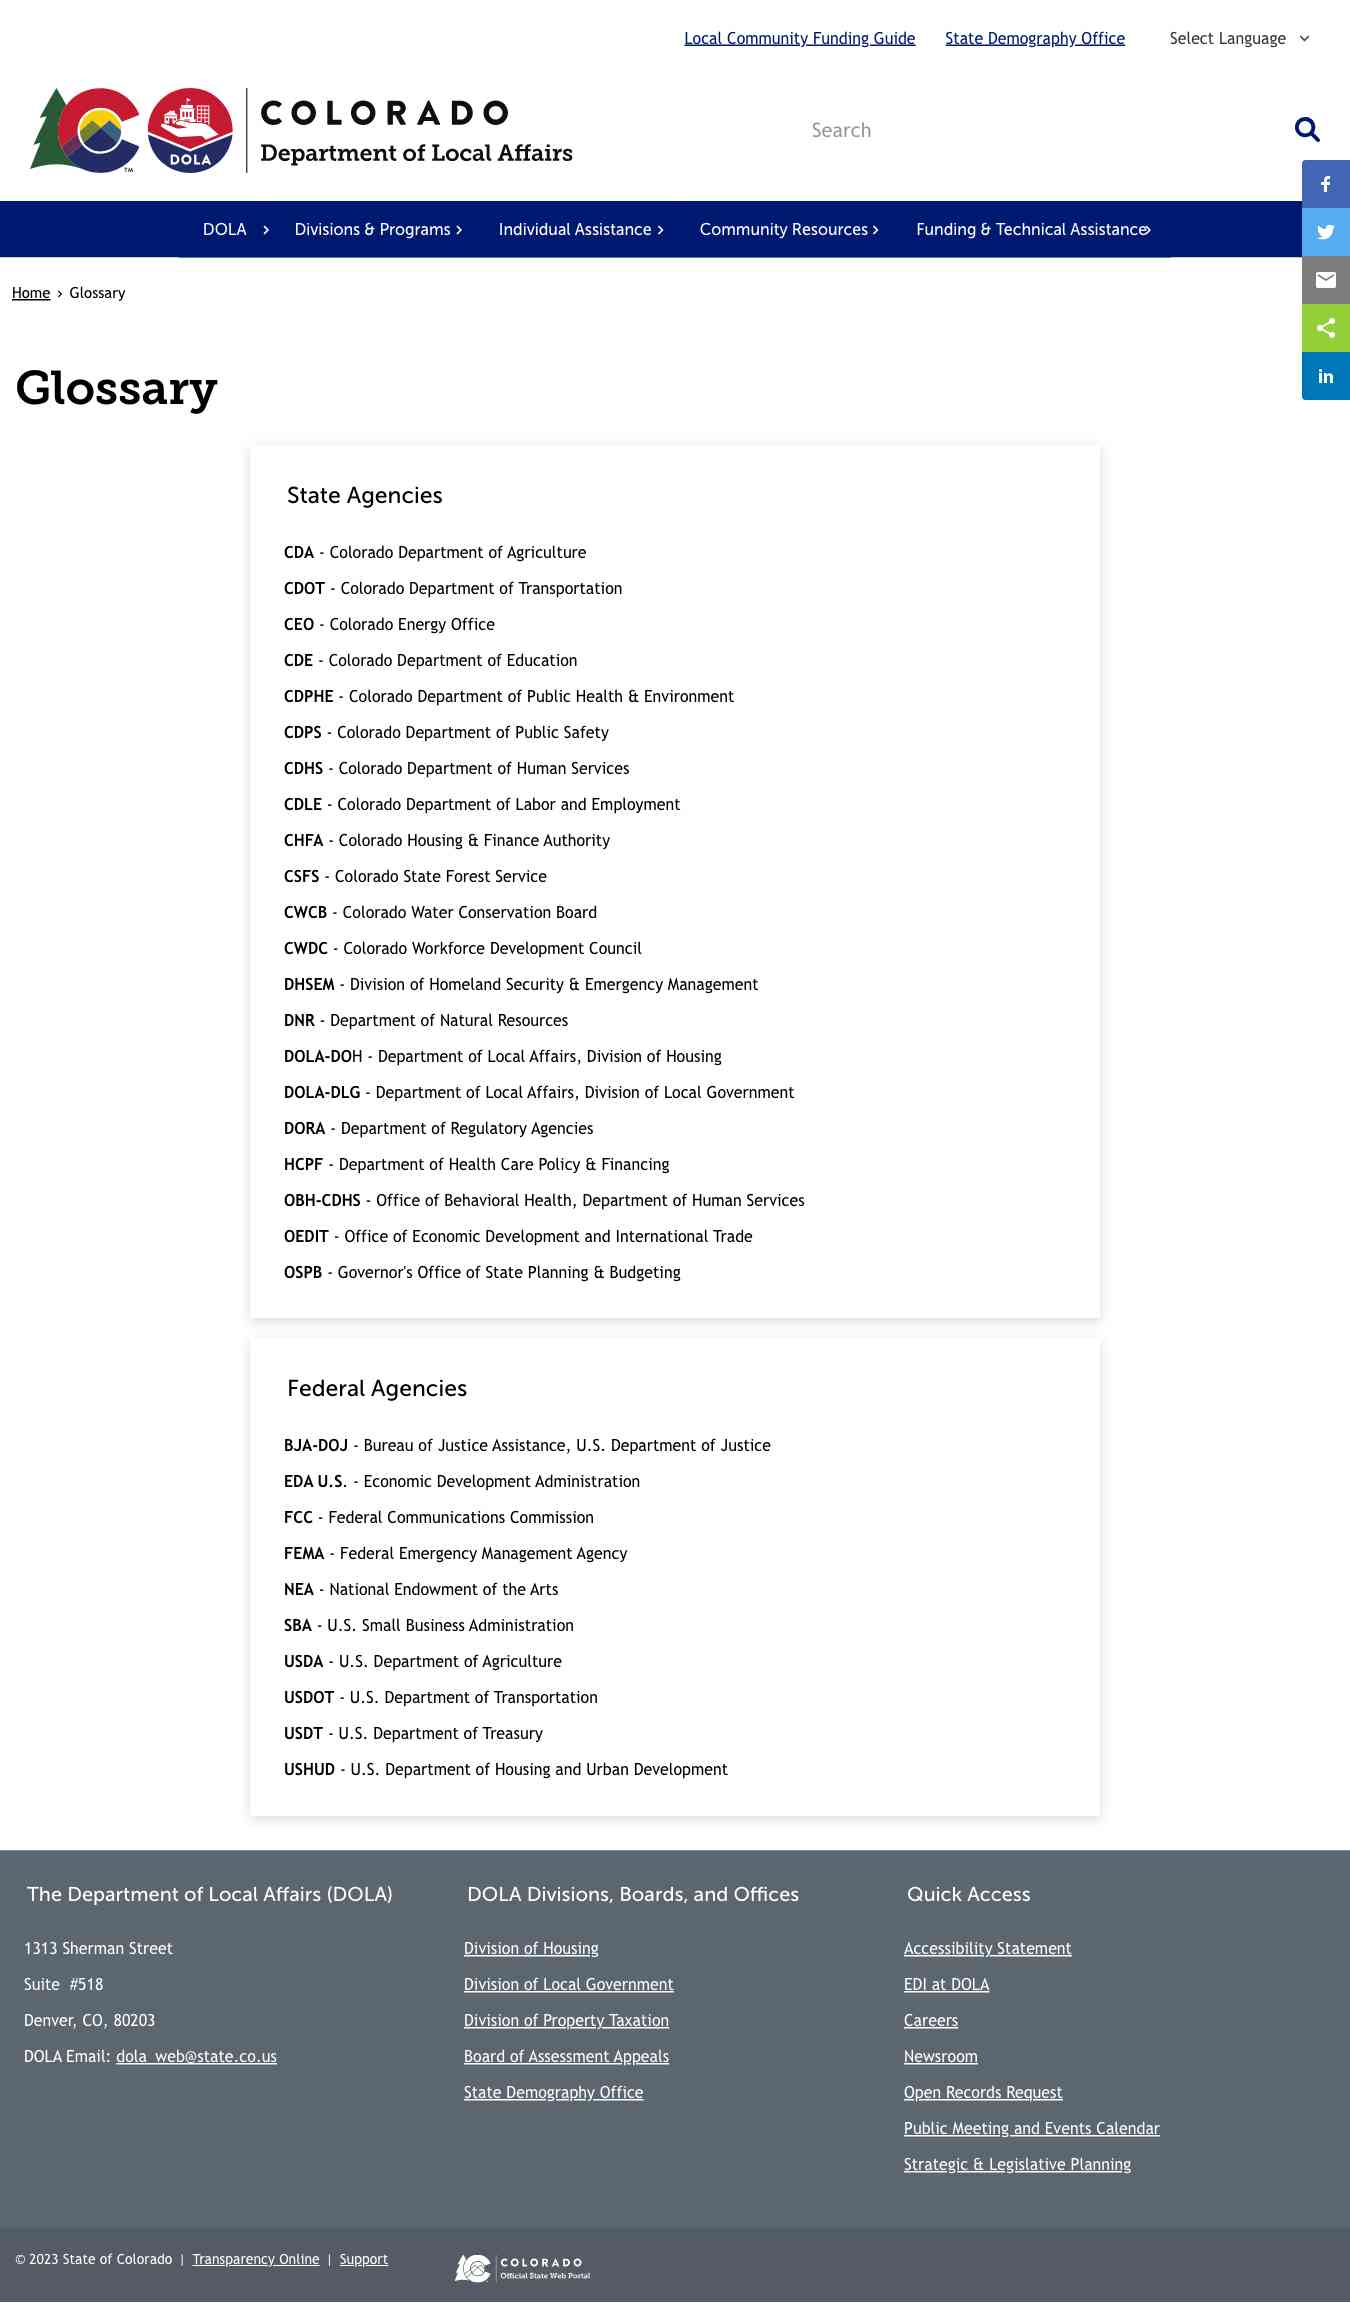 Local Community Funding Guide State Demography Office Select Language
DOLA
TM
COLORADO
Department of Local Affairs
Search
DOLA Divisions & Programs Individual Assistance Community Resources Funding & Technical Assistance
Home › Glossary
Glossary
State Agencies
CDA - Colorado Department of Agriculture
CDOT - Colorado Department of Transportation
CEO - Colorado Energy Office
CDE - Colorado Department of Education
CDPHE - Colorado Department of Public Health & Environment
CDPS - Colorado Department of Public Safety
CDHS - Colorado Department of Human Services
CDLE - Colorado Department of Labor and Employment
CHFA - Colorado Housing & Finance Authority
CSFS - Colorado State Forest Service
CWCB - Colorado Water Conservation Board
CWDC - Colorado Workforce Development Council
DHSEM - Division of Homeland Security & Emergency Management
DNR - Department of Natural Resources
DOLA-DOH - Department of Local Affairs, Division of Housing
DOLA-DLG - Department of Local Affairs, Division of Local Government
DORA - Department of Regulatory Agencies
HCPF - Department of Health Care Policy & Financing
OBH-CDHS - Office of Behavioral Health, Department of Human Services
OEDIT - Office of Economic Development and International Trade
OSPB - Governor's Office of State Planning & Budgeting
Federal Agencies
BJA-DOJ - Bureau of Justice Assistance, U.S. Department of Justice
EDA U.S. - Economic Development Administration
FCC - Federal Communications Commission
FEMA - Federal Emergency Management Agency
NEA - National Endowment of the Arts
SBA - U.S. Small Business Administration
USDA - U.S. Department of Agriculture
USDOT - U.S. Department of Transportation
USDT - U.S. Department of Treasury
USHUD - U.S. Department of Housing and Urban Development
The Department of Local Affairs (DOLA)
1313 Sherman Street
Suite #518
Denver, CO, 80203
DOLA Email: dola_web@state.co.us
DOLA Divisions, Boards, and Offices
Division of Housing
Division of Local Government
Division of Property Taxation
Board of Assessment Appeals
State Demography Office
Quick Access
Accessibility Statement
EDI at DOLA
Careers
Newsroom
Open Records Request
Public Meeting and Events Calendar
Strategic & Legislative Planning
© 2023 State of Colorado | Transparency Online | Support
COLORADO
Official State Web Portal